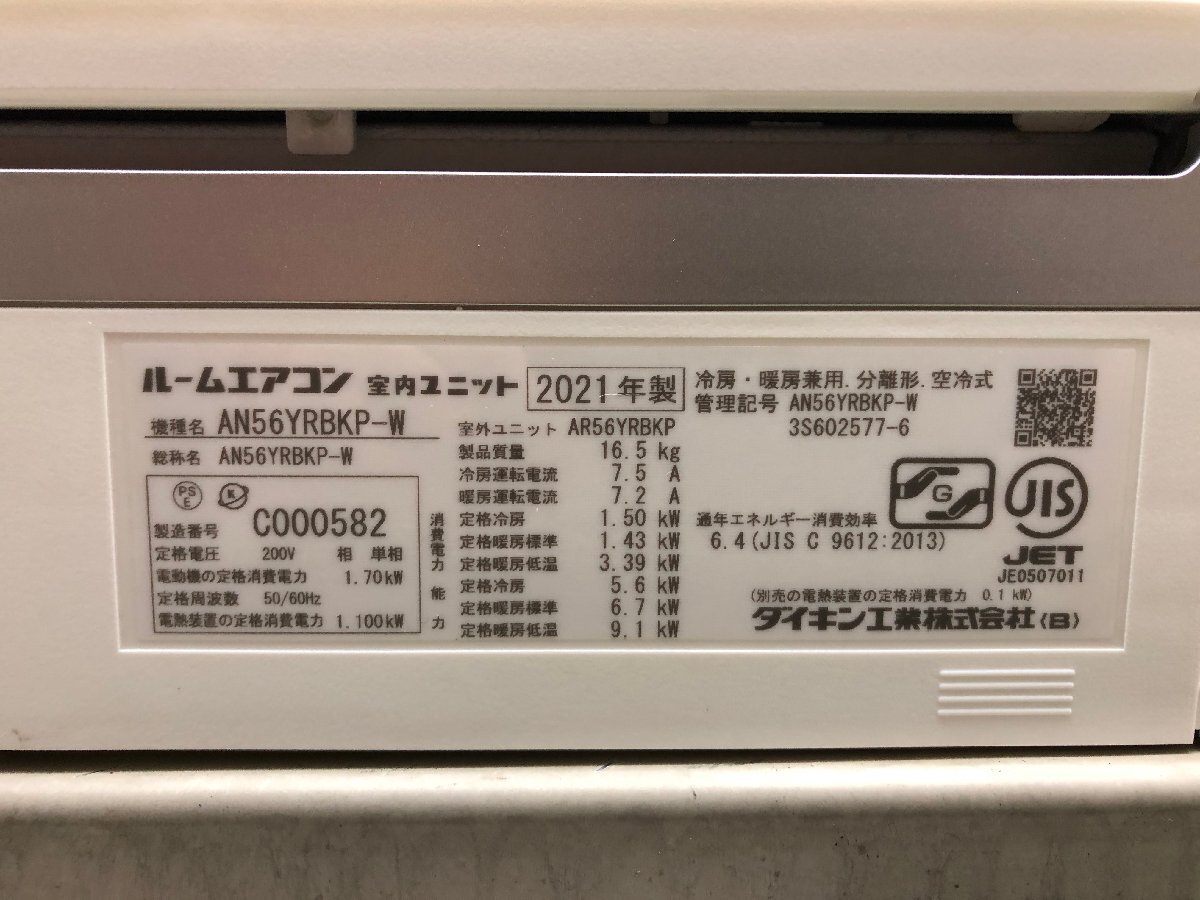 ルームエアコン 室内ユニット 2021年製
機種名 AN56YRBKP-W
総称名 AN56YRBKP-W
PS
E
製造番号 C000582
定格電圧 200V 相 単相
電動機の定格消費電力 1.70kW
定格周波数 50/60Hz
電熱装置の定格消費電力 1.100kW
室外ユニット AR56YRBKP
製品質量 16.5 kg
冷房運転電流 7.5 A
暖房運転電流 7.2 A
消費電力
定格冷房 1.50 kW
定格暖房標準 1.43 kW
定格暖房低温 3.39 kW
能力
定格冷房 5.6 kW
定格暖房標準 6.7 kW
定格暖房低温 9.1 kW
冷房・暖房兼用.分離形.空冷式
管理記号 AN56YRBKP-W
3S602577-6
G
JIS
通年エネルギー消費効率
6.4(JIS C 9612:2013)
JET
JE0507011
(別売の電熱装置の定格消費電力 0.1 kW)
ダイキン工業株式会社(B)